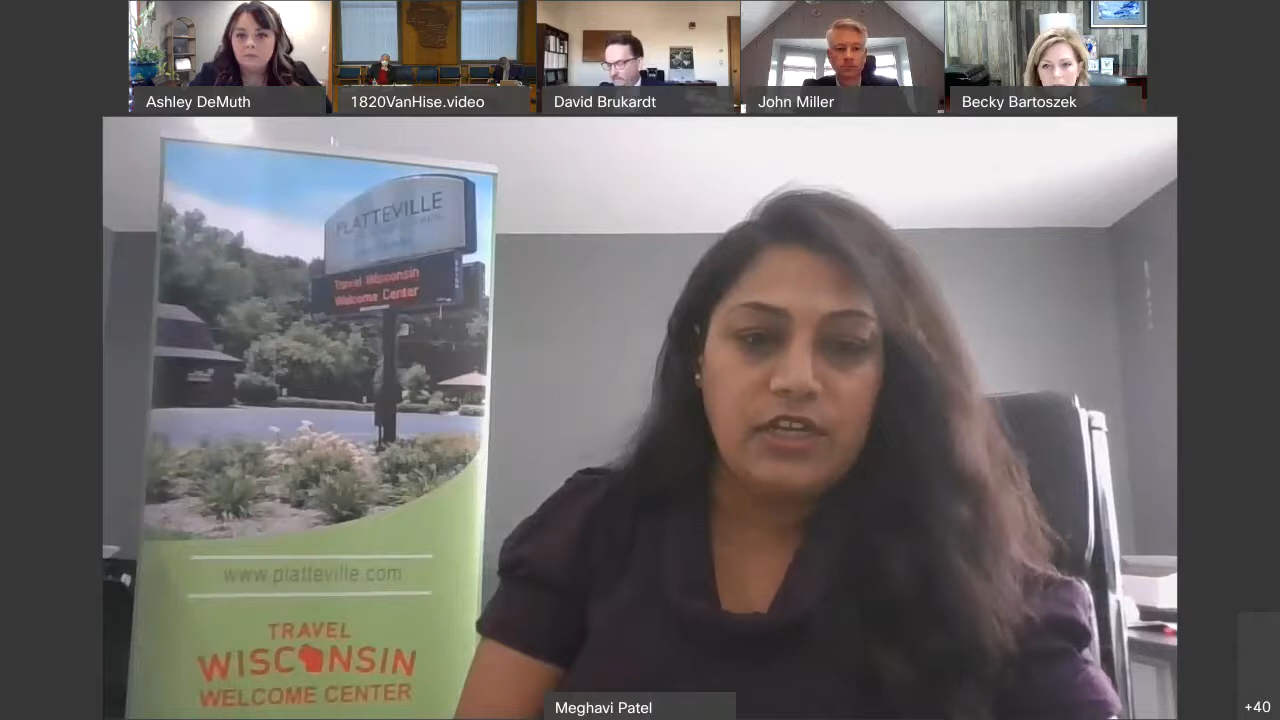 Ashley DeMuth
1820VanHise.video
David Brukardt
John Miller
Becky Bartoszek
PLATTEVILLE
Travel Wisconsin
Welcome Center
www.platteville.com
TRAVEL
WISCONSIN
WELCOME CENTER
Meghavi Patel
+40